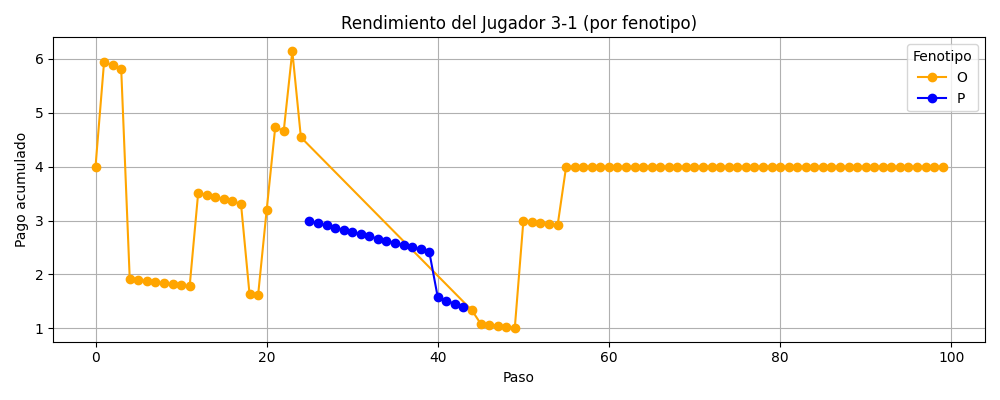 Rendimiento del Jugador 3-1 (por fenotipo)
Pago acumulado
6
5
4
3
2
1
Fenotipo
O
P
0 20 40 60 80 100
Paso